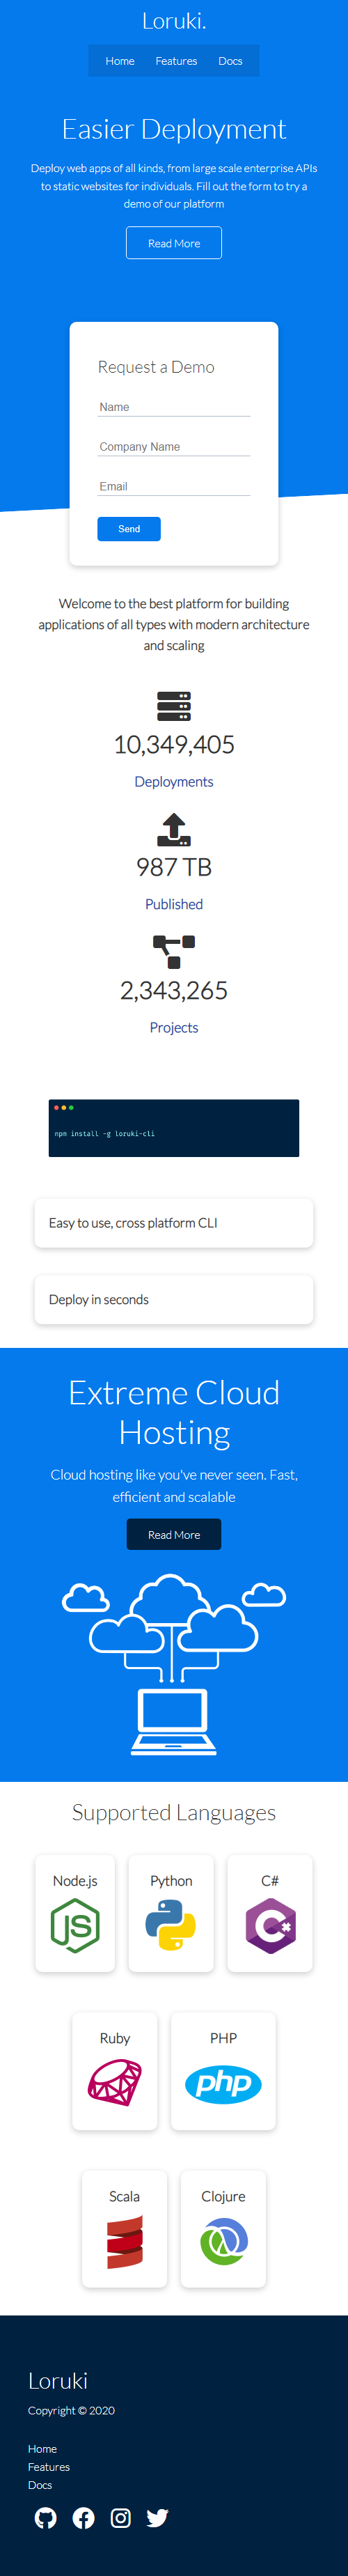 Loruki.
Home Features Docs
Easier Deployment
Deploy web apps of all kinds, from large scale enterprise APIs
to static websites for individuals. Fill out the form to try a
demo of our platform
Read More
Request a Demo
Name
Company Name
Email
Send
Welcome to the best platform for building
applications of all types with modern architecture
and scaling
10,349,405
Deployments
987 TB
Published
2,343,265
Projects
npm install -g loruki-cli
Easy to use, cross platform CLI
Deploy in seconds
Extreme Cloud
Hosting
Cloud hosting like you've never seen. Fast,
efficient and scalable
Read More
Supported Languages
Node.js Python C#
JS C
Ruby PHP
php
Scala Clojure
Loruki
Copyright © 2020
Home
Features
Docs